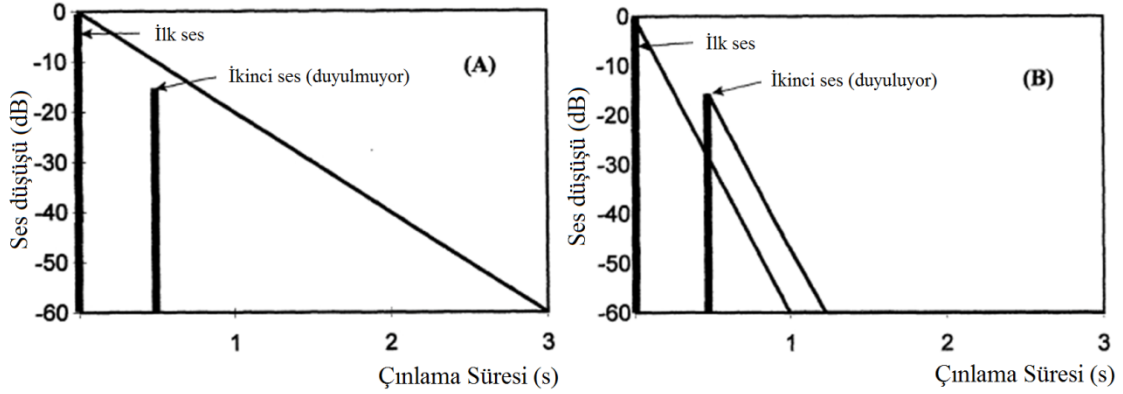 0
-10
-20
-30
-40
-50
-60
Ses düşüşü (dB)
İlk ses
İkinci ses (duyulmuyor)
(A)
1
2
3
Çınlama Süresi (s)
0
-10
-20
-30
-40
-50
-60
Ses düşüşü (dB)
İlk ses
İkinci ses (duyuluyor)
(B)
1
2
3
Çınlama Süresi (s)